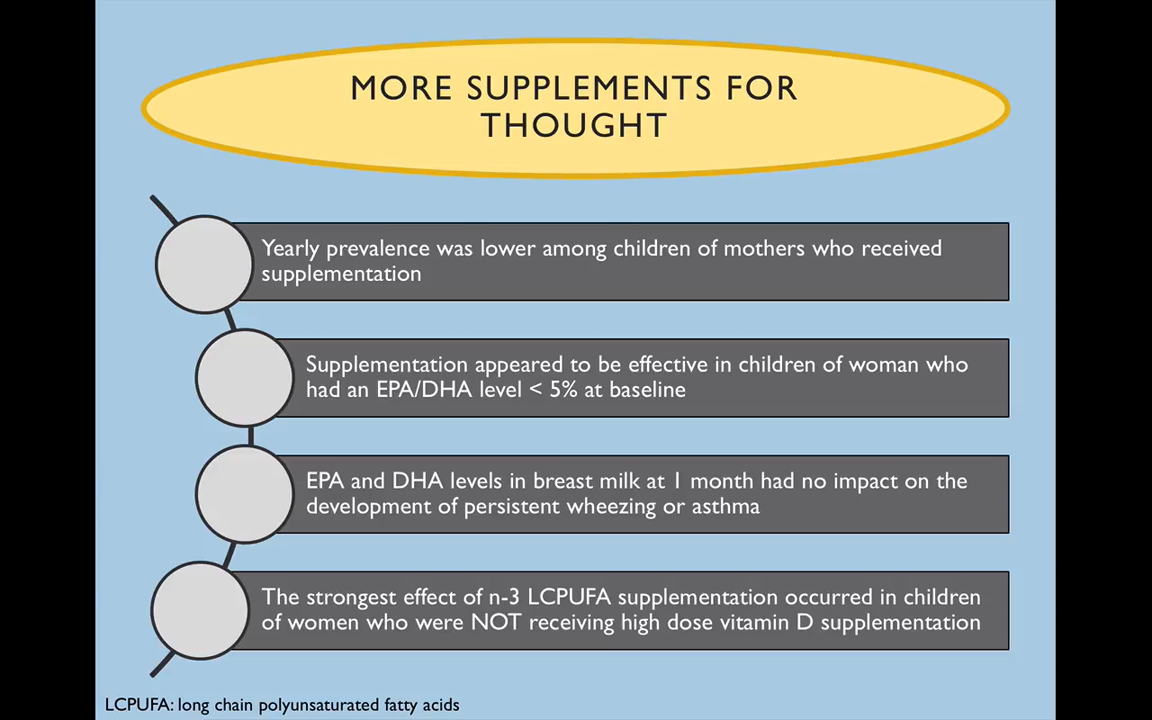 MORE SUPPLEMENTS FOR
THOUGHT
Yearly prevalence was lower among children of mothers who received
supplementation
Supplementation appeared to be effective in children of woman who
had an EPA/DHA level < 5% at baseline
EPA and DHA levels in breast milk at 1 month had no impact on the
development of persistent wheezing or asthma
The strongest effect of n-3 LCPUFA supplementation occurred in children
of women who were NOT receiving high dose vitamin D supplementation
LCPUFA: long chain polyunsaturated fatty acids